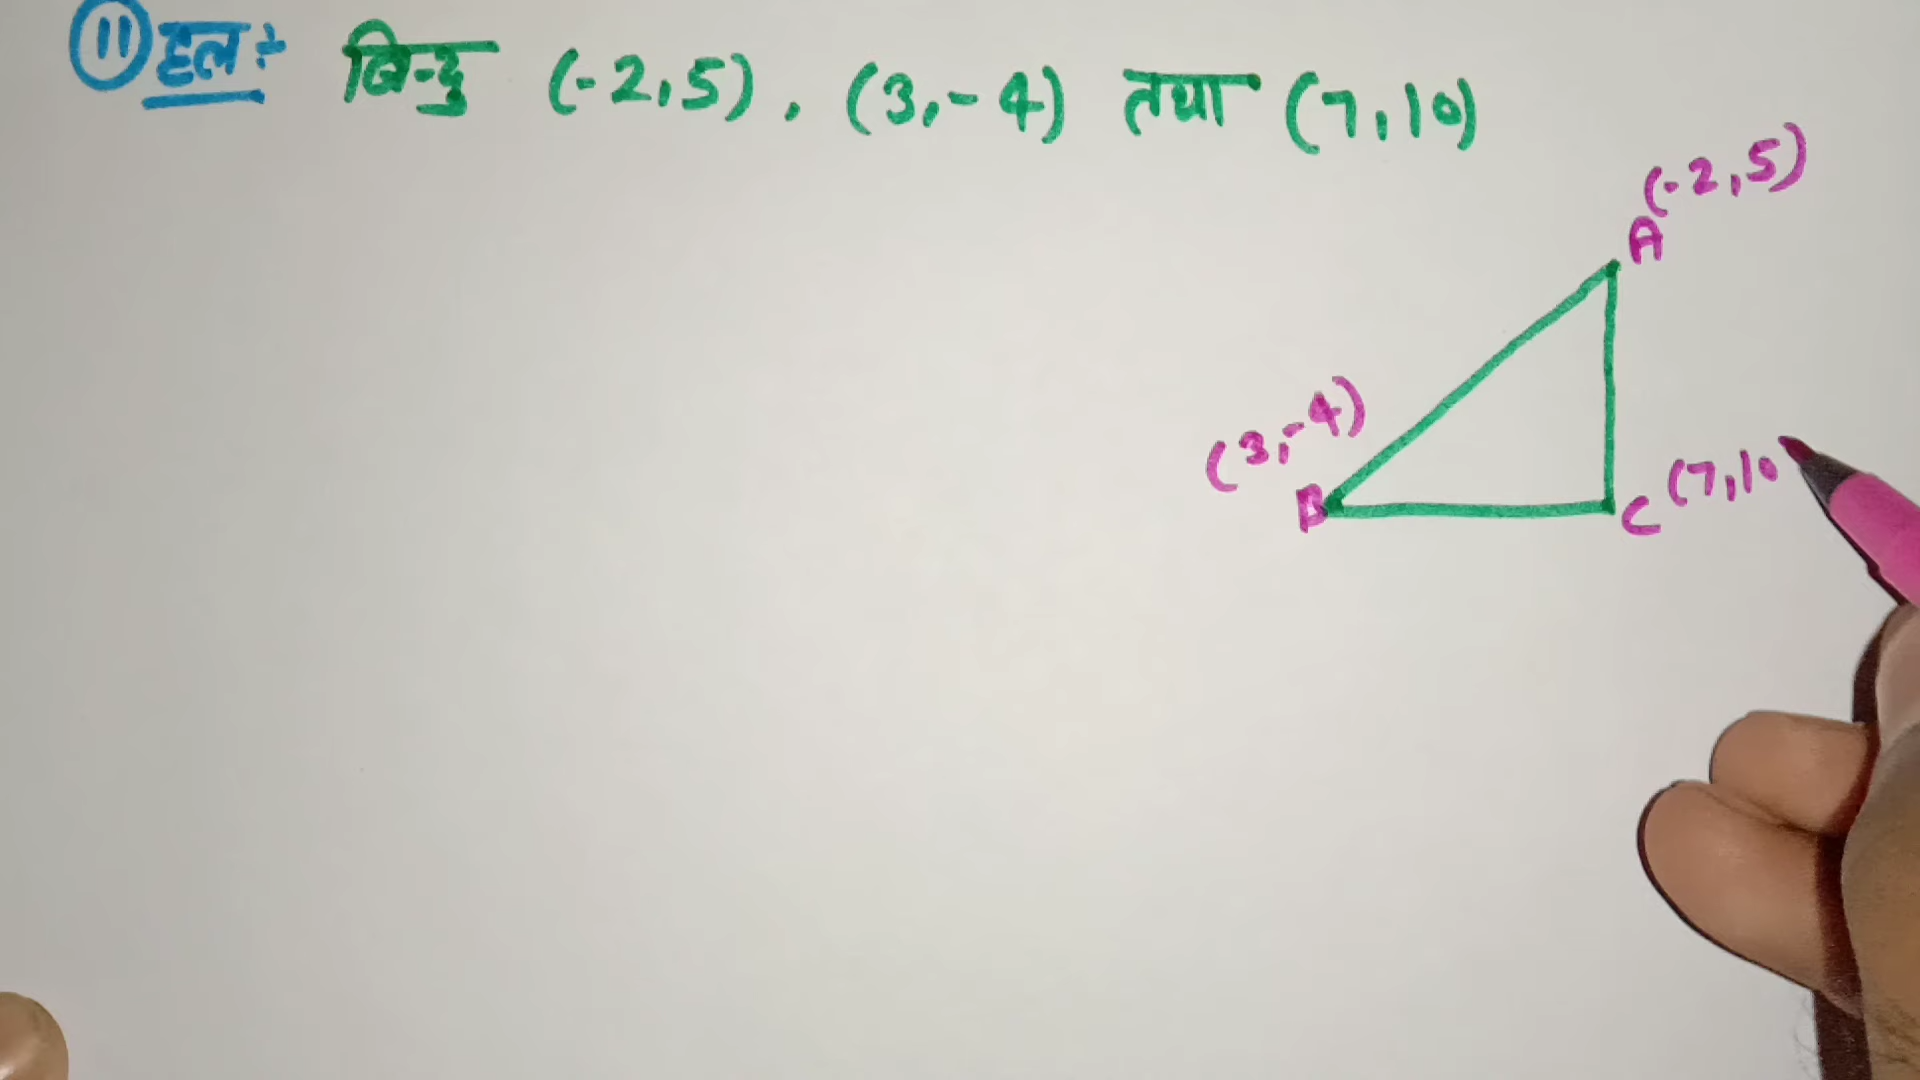 11 हल÷ बिन्दु (-2,5), (3,-4) तथा (7,10)
(-2,5)
A
(3,-4)
B
C (7,10